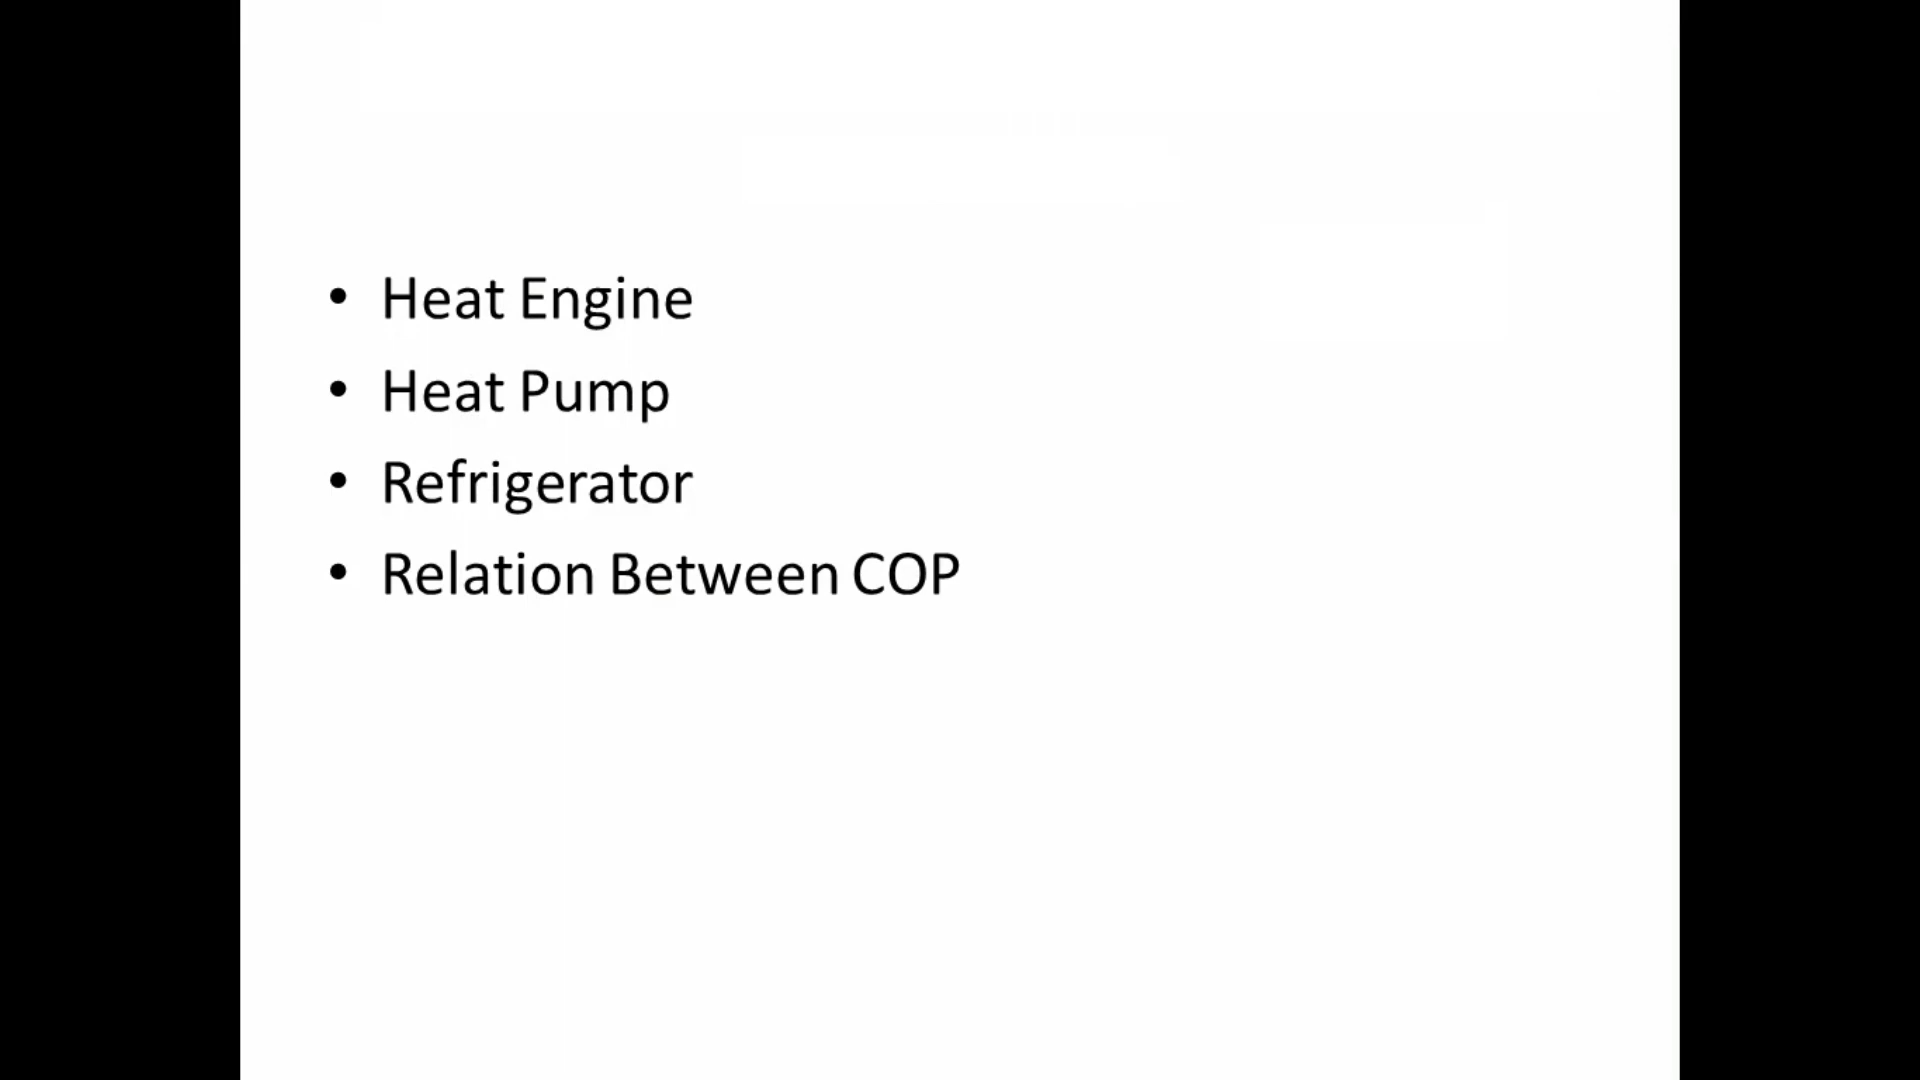 • Heat Engine
• Heat Pump
• Refrigerator
• Relation Between COP